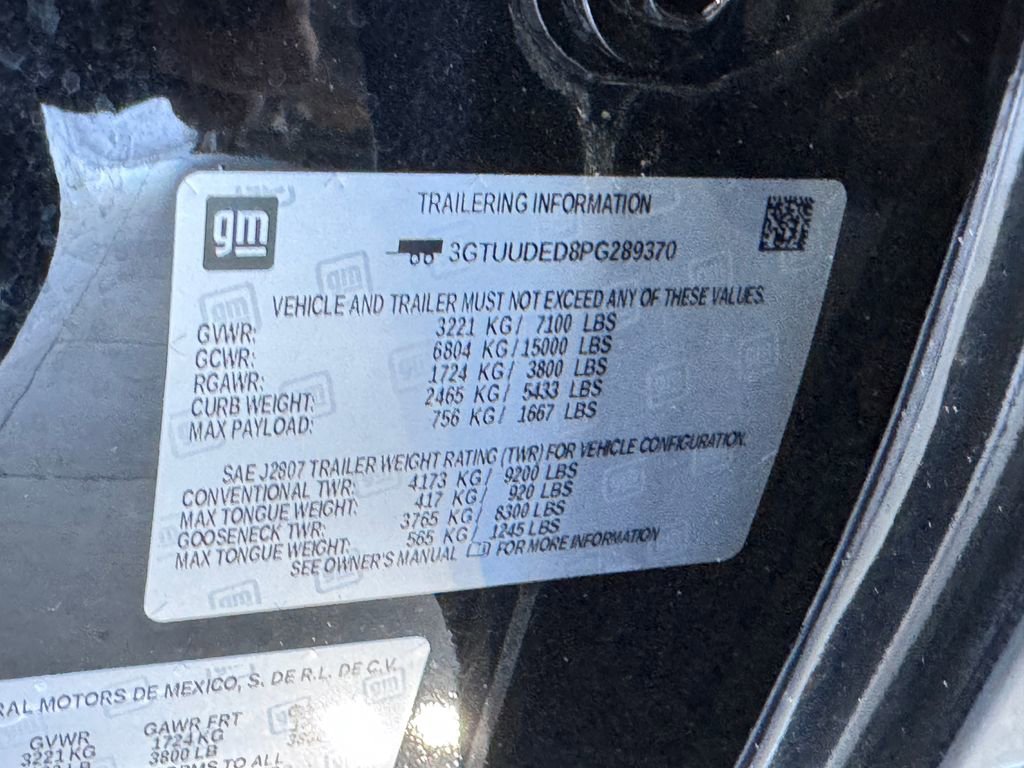 gm
TRAILERING INFORMATION
3GTUUDED8PG289370
VEHICLE AND TRAILER MUST NOT EXCEED ANY OF THESE VALUES.
GVWR: 3221 KG/ 7100 LBS
GCWR: 6804 KG/15000 LBS
RGAWR: 1724 KG/ 3800 LBS
CURB WEIGHT: 2465 KG/ 5433 LBS
MAX PAYLOAD: 756 KG/ 1667 LBS
SAE J2807 TRAILER WEIGHT RATING (TWR) FOR VEHICLE CONFIGURATION.
CONVENTIONAL TWR: 4173 KG/ 9200 LBS
MAX TONGUE WEIGHT: 417 KG/ 920 LBS
GOOSENECK TWR: 3765 KG/ 8300 LBS
MAX TONGUE WEIGHT: 565 KG/ 1245 LBS
SEE OWNER'S MANUAL FOR MORE INFORMATION
RAL MOTORS DE MEXICO, S. DE R.L. DE C.V.
GVWR GAWR FRT
3221 KG 1724 KG
LB 3800 LB
TO ALL